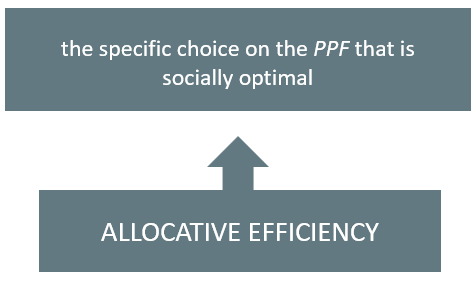 the specific choice on the PPF that is
socially optimal
ALLOCATIVE EFFICIENCY